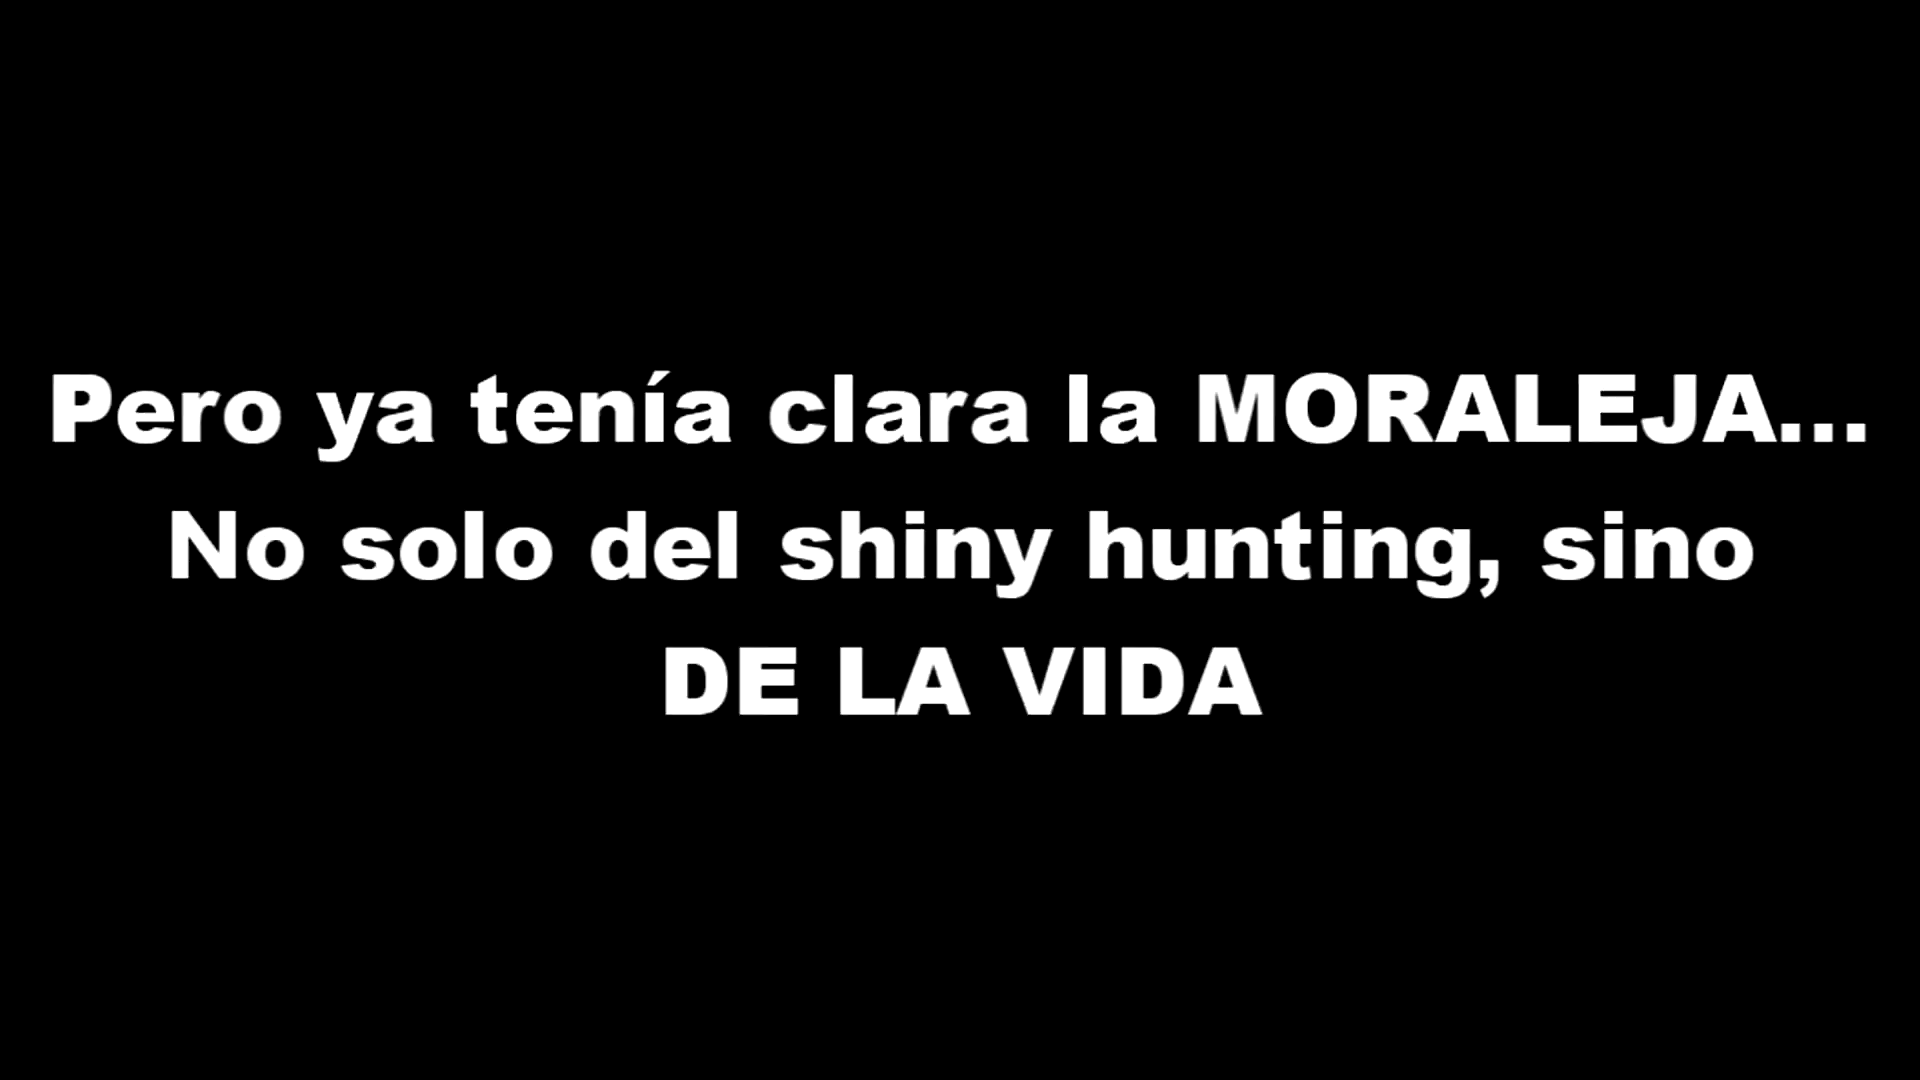 Pero ya tenía clara la MORALEJA...
No solo del shiny hunting, sino
DE LA VIDA